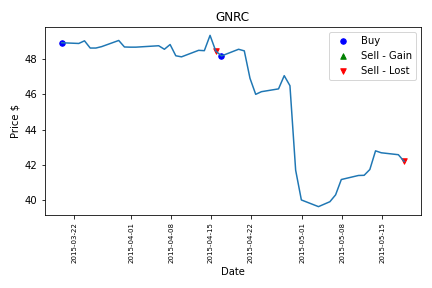 GNRC
Buy
Sell - Gain
Sell - Lost
Price $
48
46
44
42
40
2015-03-22
2015-04-01
2015-04-08
2015-04-15
2015-04-22
2015-05-01
2015-05-08
2015-05-15
Date